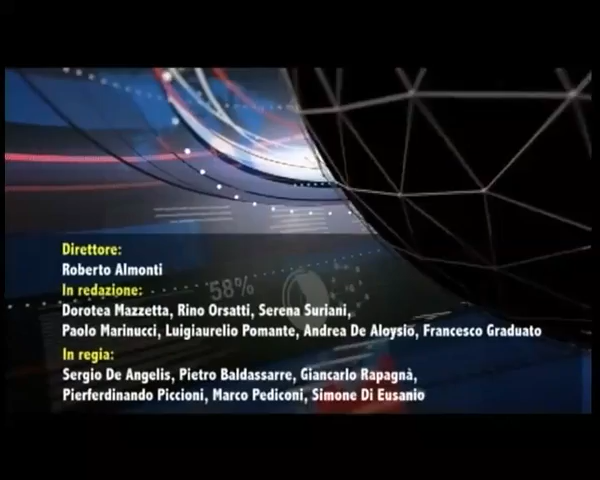 Direttore:
Roberto Almonti
In redazione:
Dorotea Mazzetta, Rino Orsatti, Serena Suriani,
Paolo Marinucci, Luigiaurelio Pomante, Andrea De Aloysio, Francesco Graduato
In regia:
Sergio De Angelis, Pietro Baldassarre, Giancarlo Rapagnà,
Pierferdinando Piccioni, Marco Pediconi, Simone Di Eusanio
58%